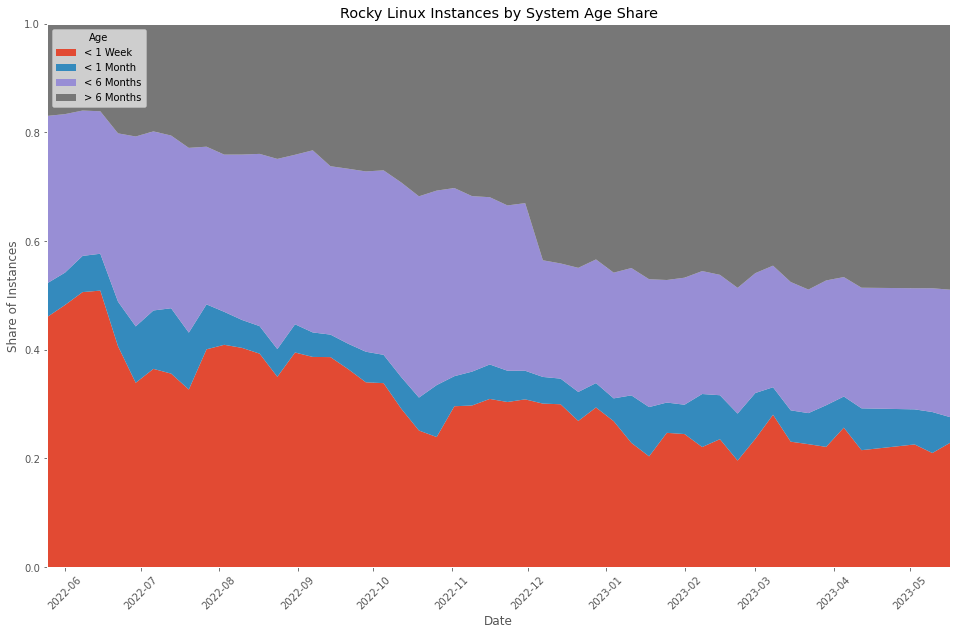 Rocky Linux Instances by System Age Share
Age
< 1 Week
< 1 Month
< 6 Months
> 6 Months
Share of Instances
1.0
0.8
0.6
0.4
0.2
0.0
2022-06
2022-07
2022-08
2022-09
2022-10
2022-11
2022-12
2023-01
2023-02
2023-03
2023-04
2023-05
Date